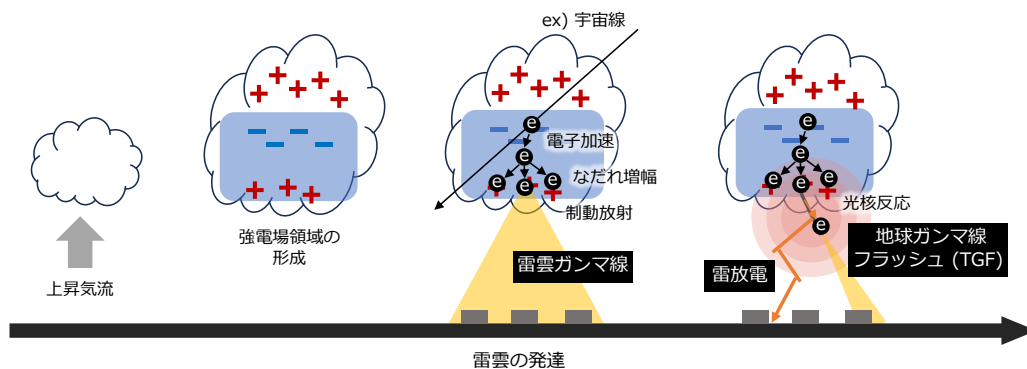 上昇気流
強電場領域の
形成
ex) 宇宙線
e
電子加速
e
なだれ増幅
e e e
制動放射
雷雲ガンマ線
e
e
e e e
光核反応
e
地球ガンマ線
フラッシュ (TGF)
雷放電
雷雲の発達